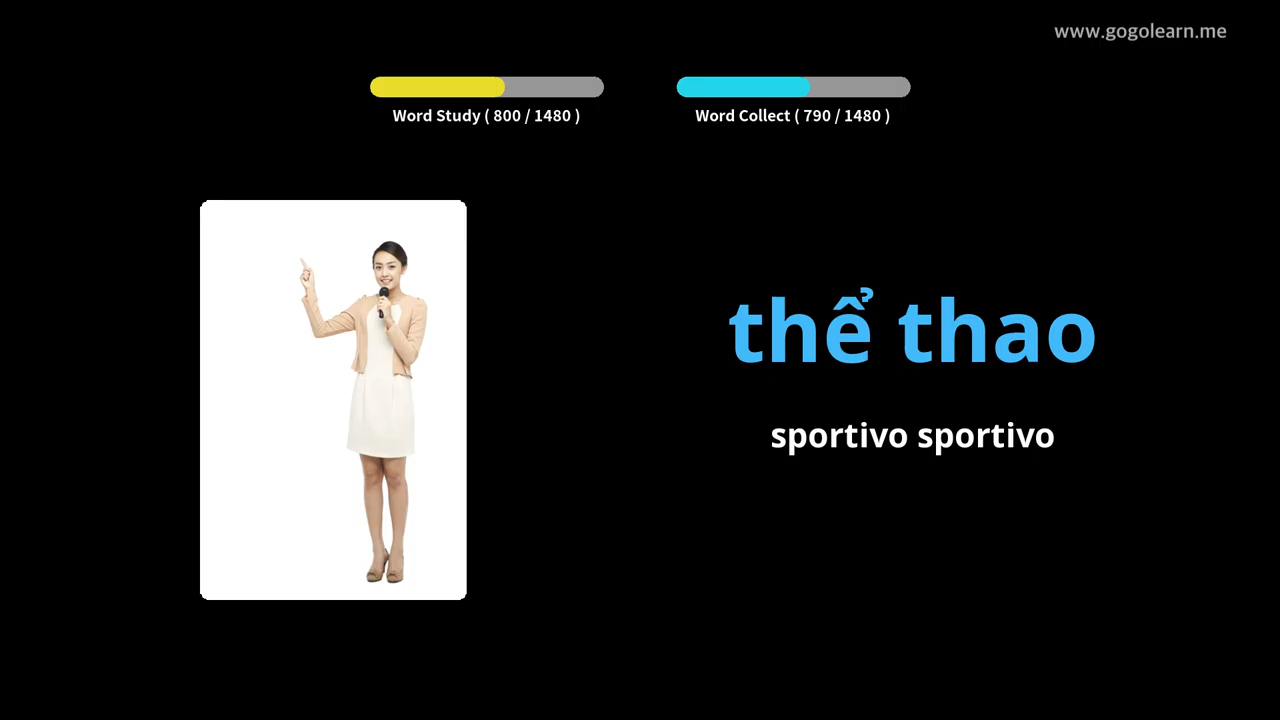 www.gogolearn.me
Word Study ( 800 / 1480 )
Word Collect ( 790 / 1480 )
thể thao
sportivo sportivo